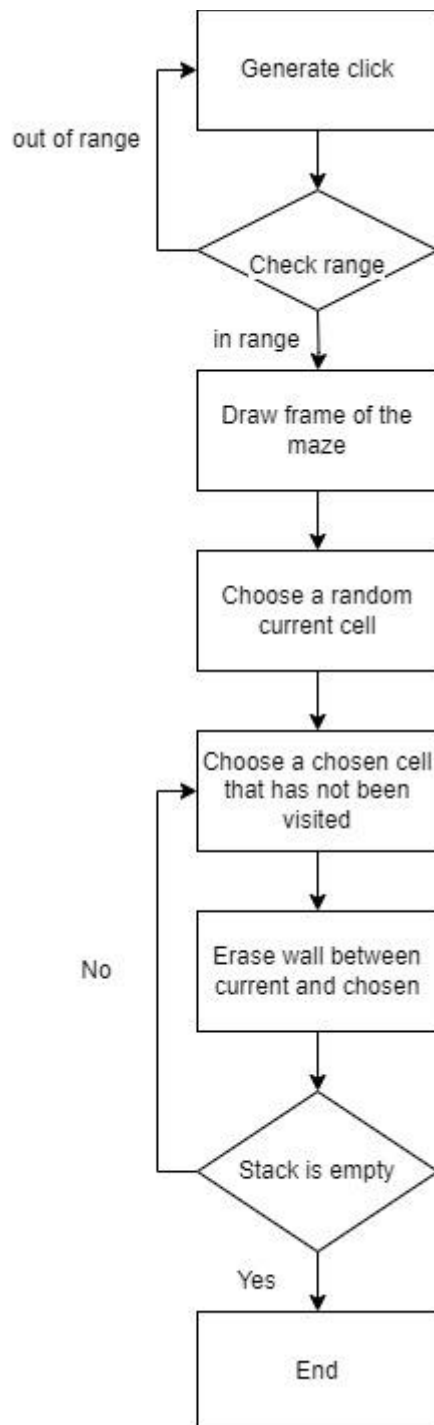 Generate click
out of range
Check range
in range
Draw frame of the
maze
Choose a random
current cell
Choose a chosen cell
that has not been
visited
Erase wall between
current and chosen
No
Stack is empty
Yes
End